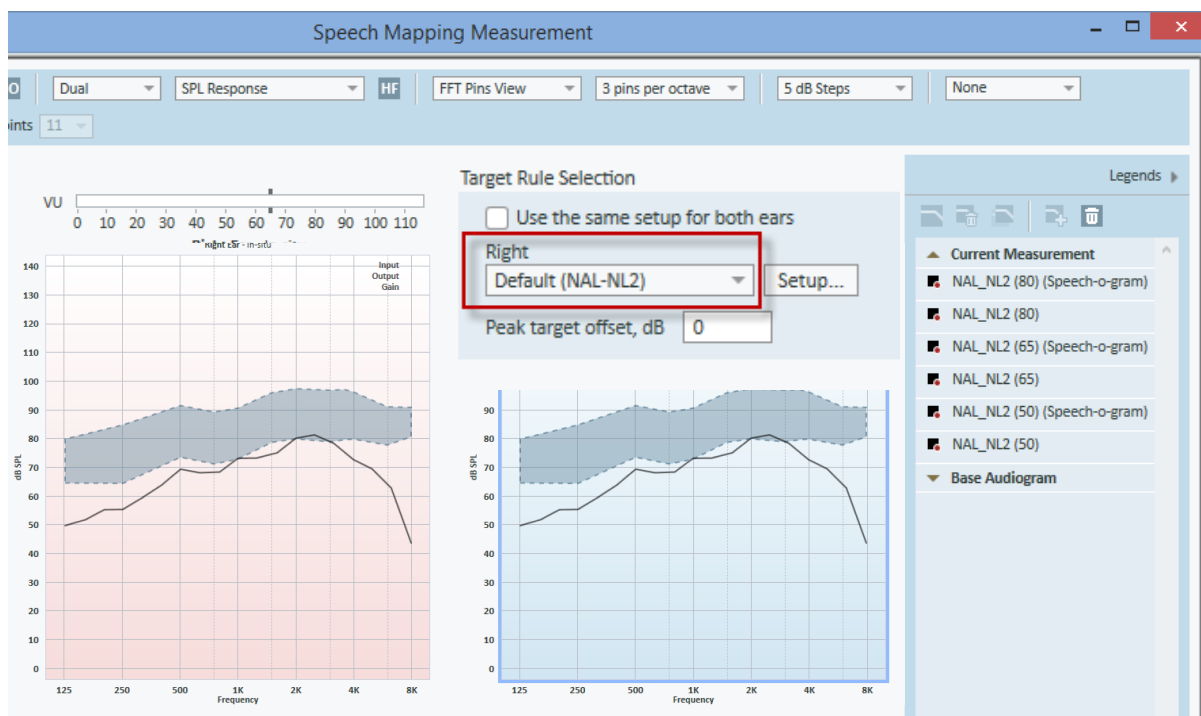 Speech Mapping Measurement
Dual SPL Response HF FFT Pins View 3 pins per octave 5 dB Steps None
11
Target Rule Selection
Legends
VU
0 10 20 30 40 50 60 70 80 90 100 110
Use the same setup for both ears
Right
Default (NAL-NL2) Setup...
Peak target offset, dB 0
in-situ
Input
Output
Gain
140
130
120
110
100
90
80
70
60
50
40
30
20
10
0
dB SPL
125 250 500 1K 2K 4K 8K
Frequency
90
80
70
60
50
40
30
20
10
0
dB SPL
125 250 500 1K 2K 4K 8K
Frequency
Current Measurement
NAL_NL2 (80) (Speech-o-gram)
NAL_NL2 (80)
NAL_NL2 (65) (Speech-o-gram)
NAL_NL2 (65)
NAL_NL2 (50) (Speech-o-gram)
NAL_NL2 (50)
Base Audiogram